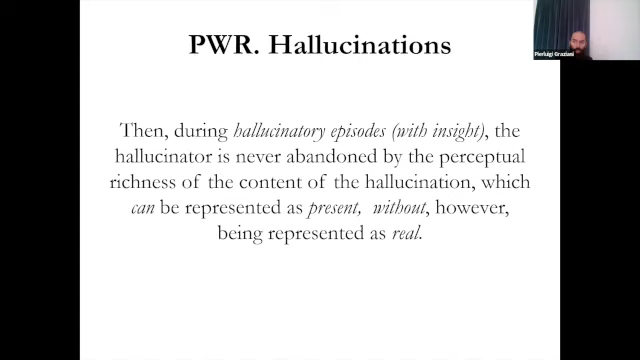 PWR. Hallucinations
Pierluigi Graziani
Then, during hallucinatory episodes (with insight), the
hallucinator is never abandoned by the perceptual
richness of the content of the hallucination, which
can be represented as present, without, however,
being represented as real.